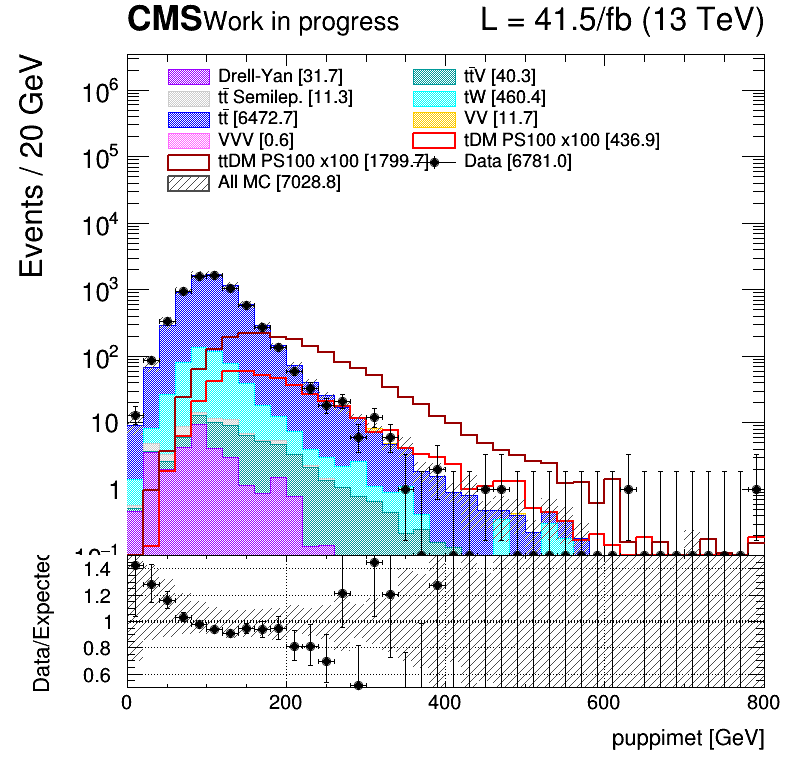 CMS Work in progress L = 41.5/fb (13 TeV)
Events / 20 GeV
Drell-Yan [31.7] tt̄V [40.3]
tt̄ Semilep. [11.3] tW [460.4]
tt̄ [6472.7] VV [11.7]
VVV [0.6] tDM PS100 x100 [436.9]
ttDM PS100 x100 [1799.7] Data [6781.0]
All MC [7028.8]
10⁶
10⁵
10⁴
10³
10²
10
1
10⁻¹
Data/Expected
1.4
1.2
1
0.8
0.6
0 200 400 600 800
puppimet [GeV]